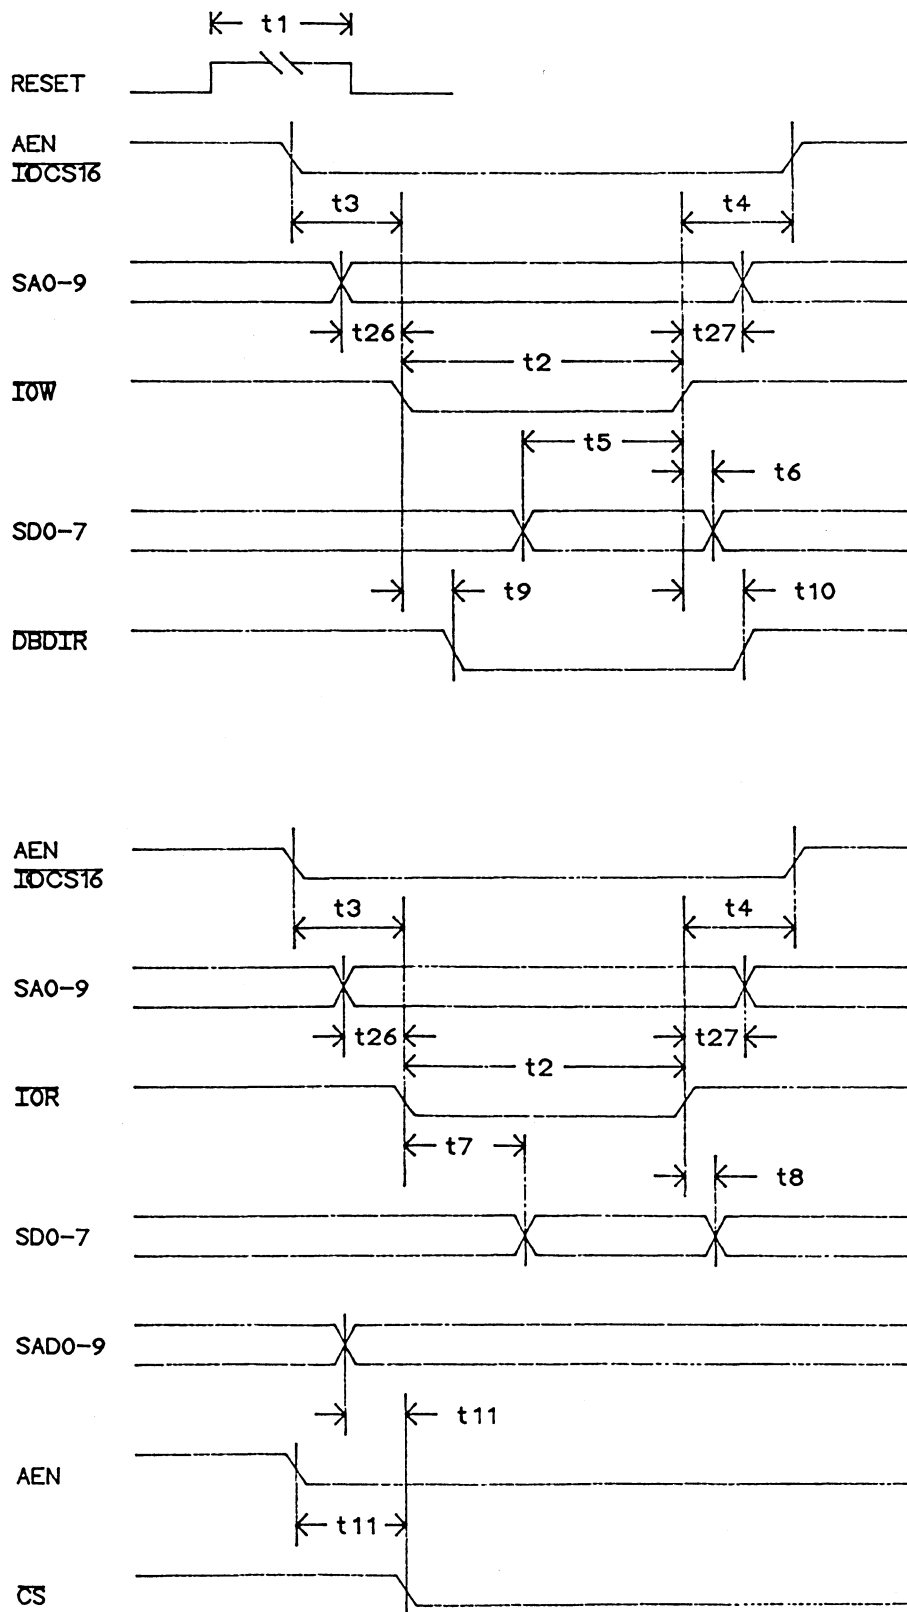 t1
RESET
AEN
IOCS16
t3
t4
SA0-9
t26
t27
t2
IOW
t5
t6
SD0-7
t9
t10
DBDIR
AEN
IOCS16
t3
t4
SA0-9
t26
t27
t2
IOR
t7
t8
SD0-7
SAD0-9
t11
AEN
t11
CS